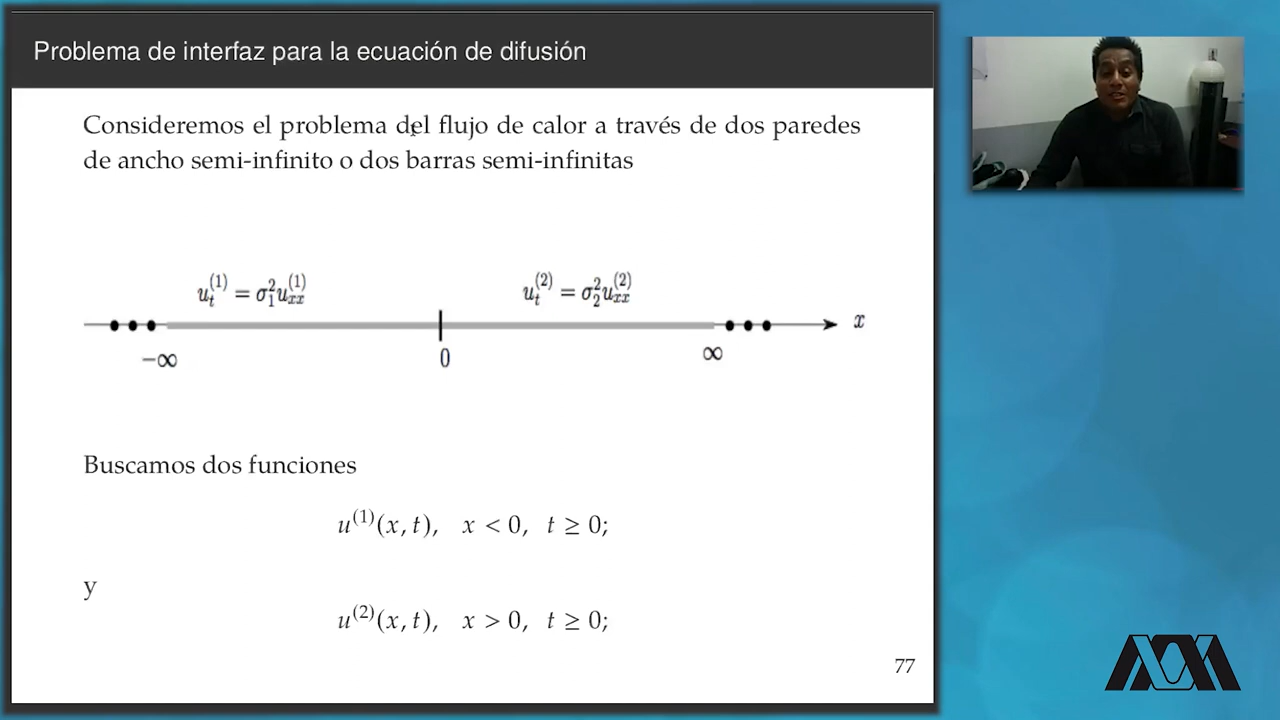 Problema de interfaz para la ecuación de difusión
Consideremos el problema del flujo de calor a través de dos paredes
de ancho semi-infinito o dos barras semi-infinitas
u_t^{(1)} = σ_1^2 u_{xx}^{(1)}
u_t^{(2)} = σ_2^2 u_{xx}^{(2)}
x
−∞
0
∞
Buscamos dos funciones
u^{(1)}(x, t), x < 0, t ≥ 0;
y
u^{(2)}(x, t), x > 0, t ≥ 0;
77